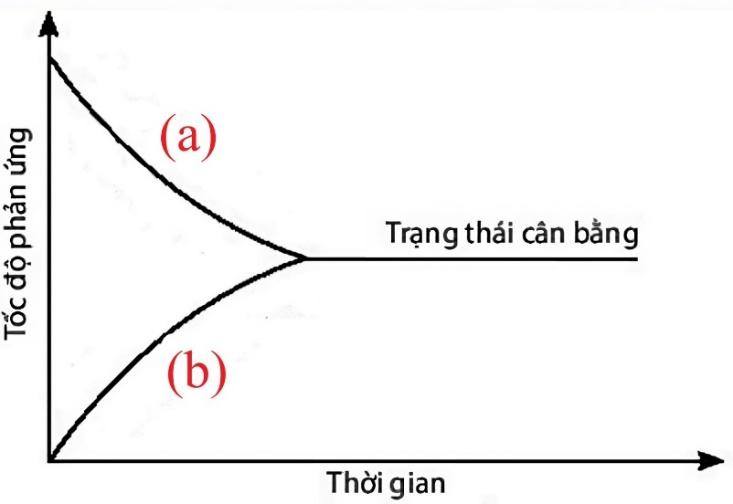 Tốc độ phản ứng
(a)
Trạng thái cân bằng
(b)
Thời gian